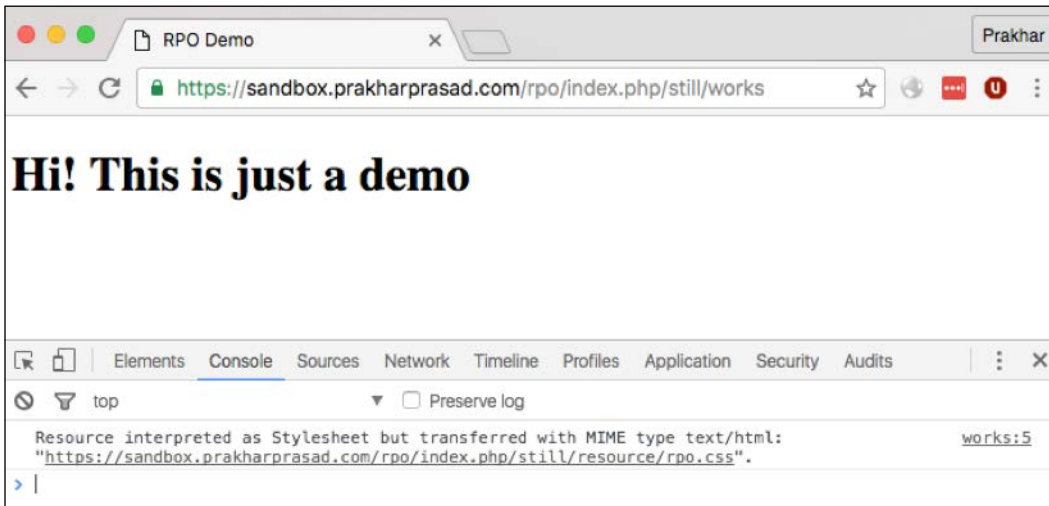 RPO Demo
Prakhar
https://sandbox.prakharprasad.com/rpo/index.php/still/works
Hi! This is just a demo
Elements Console Sources Network Timeline Profiles Application Security Audits
top Preserve log
Resource interpreted as Stylesheet but transferred with MIME type text/html: works:5
"https://sandbox.prakharprasad.com/rpo/index.php/still/resource/rpo.css".